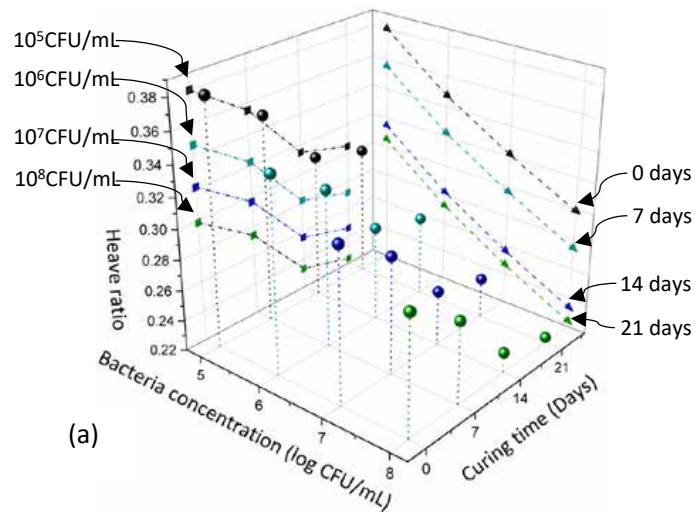 10⁵CFU/mL
10⁶CFU/mL
10⁷CFU/mL
10⁸CFU/mL
0.38
0.36
0.34
0.32
0.30
0.28
0.26
0.24
0.22
Heave ratio
5
6
7
8
Bacteria concentration (log CFU/mL)
0
7
14
21
Curing time (Days)
0 days
7 days
14 days
21 days
(a)